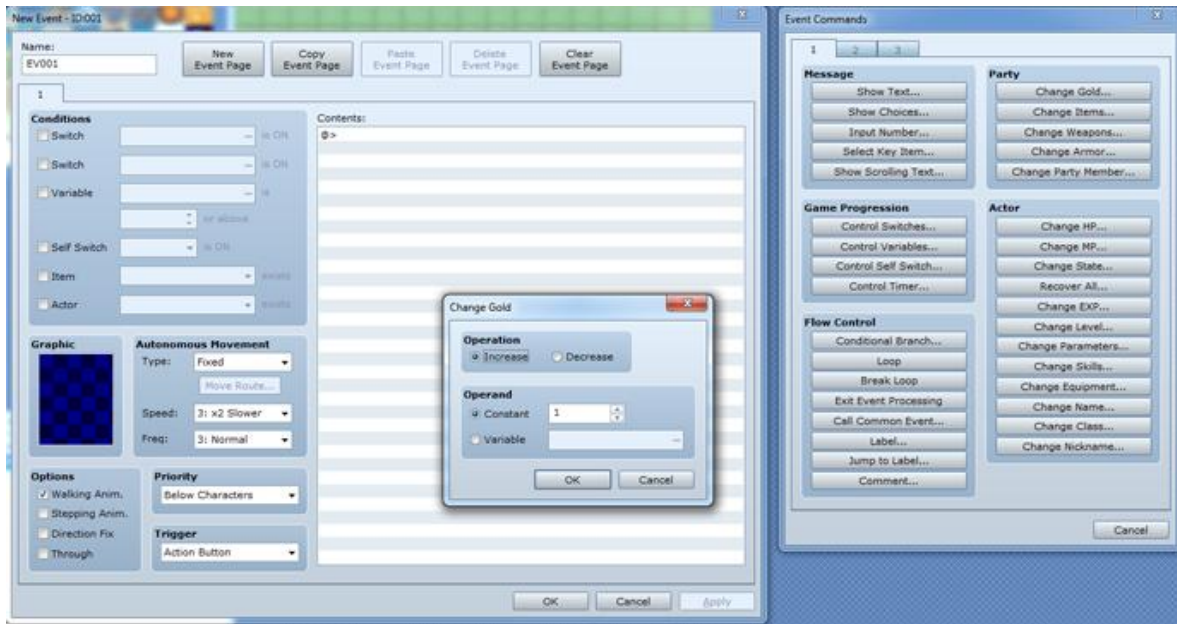 New Event - ID:001
Name:
EV001
New Event Page
Copy Event Page
Paste Event Page
Delete Event Page
Clear Event Page
1
Conditions
Switch
is ON
Switch
is ON
Variable
is
or above
Self Switch
is ON
Item
exists
Actor
exists
Graphic
Autonomous Movement
Type: Fixed
Move Route...
Speed: 3: x2 Slower
Freq: 3: Normal
Options
Walking Anim.
Stepping Anim.
Direction Fix
Through
Priority
Below Characters
Trigger
Action Button
Contents:
@>
OK
Cancel
Apply
Change Gold
Operation
Increase
Decrease
Operand
Constant
1
Variable
OK
Cancel
Event Commands
1
2
3
Message
Show Text...
Show Choices...
Input Number...
Select Key Item...
Show Scrolling Text...
Game Progression
Control Switches...
Control Variables...
Control Self Switch...
Control Timer...
Flow Control
Conditional Branch...
Loop
Break Loop
Exit Event Processing
Call Common Event...
Label...
Jump to Label...
Comment...
Party
Change Gold...
Change Items...
Change Weapons...
Change Armor...
Change Party Member...
Actor
Change HP...
Change MP...
Change State...
Recover All...
Change EXP...
Change Level...
Change Parameters...
Change Skills...
Change Equipment...
Change Name...
Change Class...
Change Nickname...
Cancel